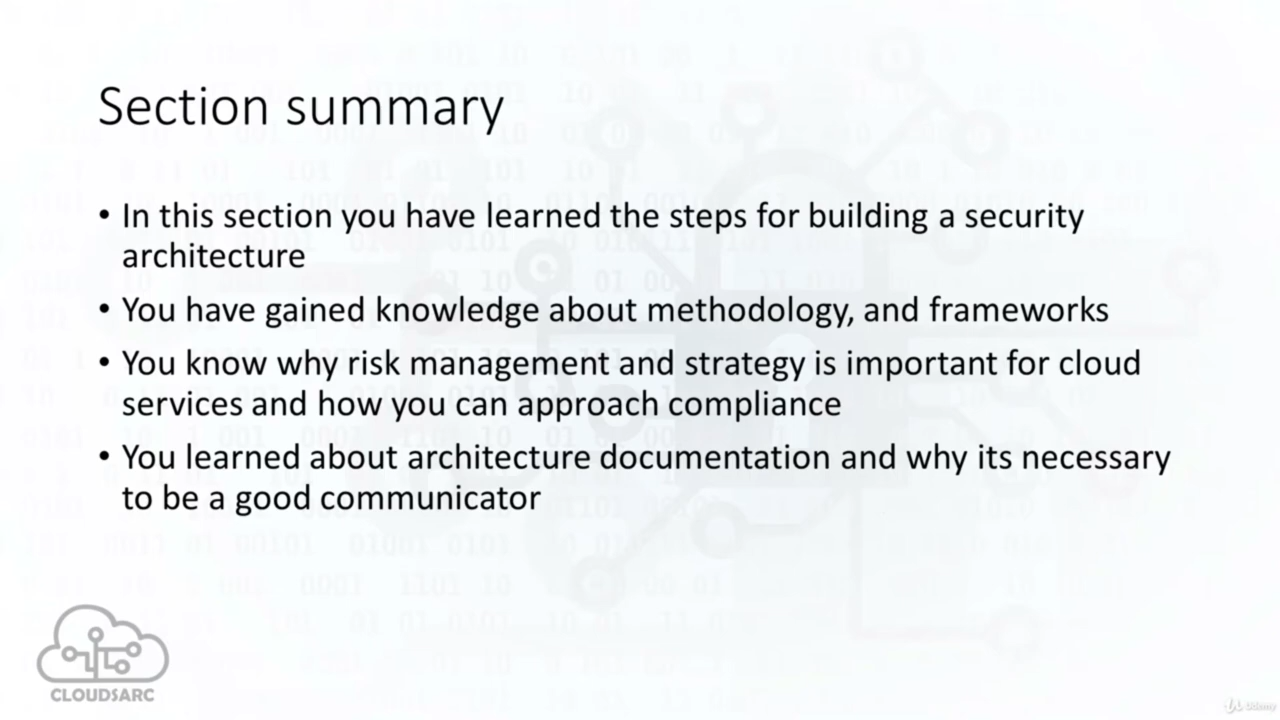 Section summary
• In this section you have learned the steps for building a security
architecture
• You have gained knowledge about methodology, and frameworks
• You know why risk management and strategy is important for cloud
services and how you can approach compliance
• You learned about architecture documentation and why its necessary
to be a good communicator
CLOUDSARC
Udemy